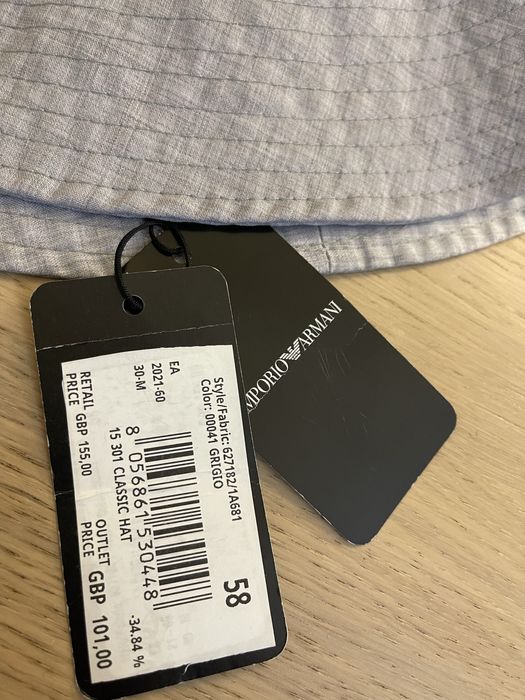 Style/Fabric: 627182/1A681
Color: 00041 GRIGIO
58
EA
2021-60
30-M
8 056861 530448
15 301 CLASSIC HAT
-34.84 %
RETAIL
PRICE GBP 155,00
OUTLET
PRICE GBP 101,00
MPORIO ARMANI